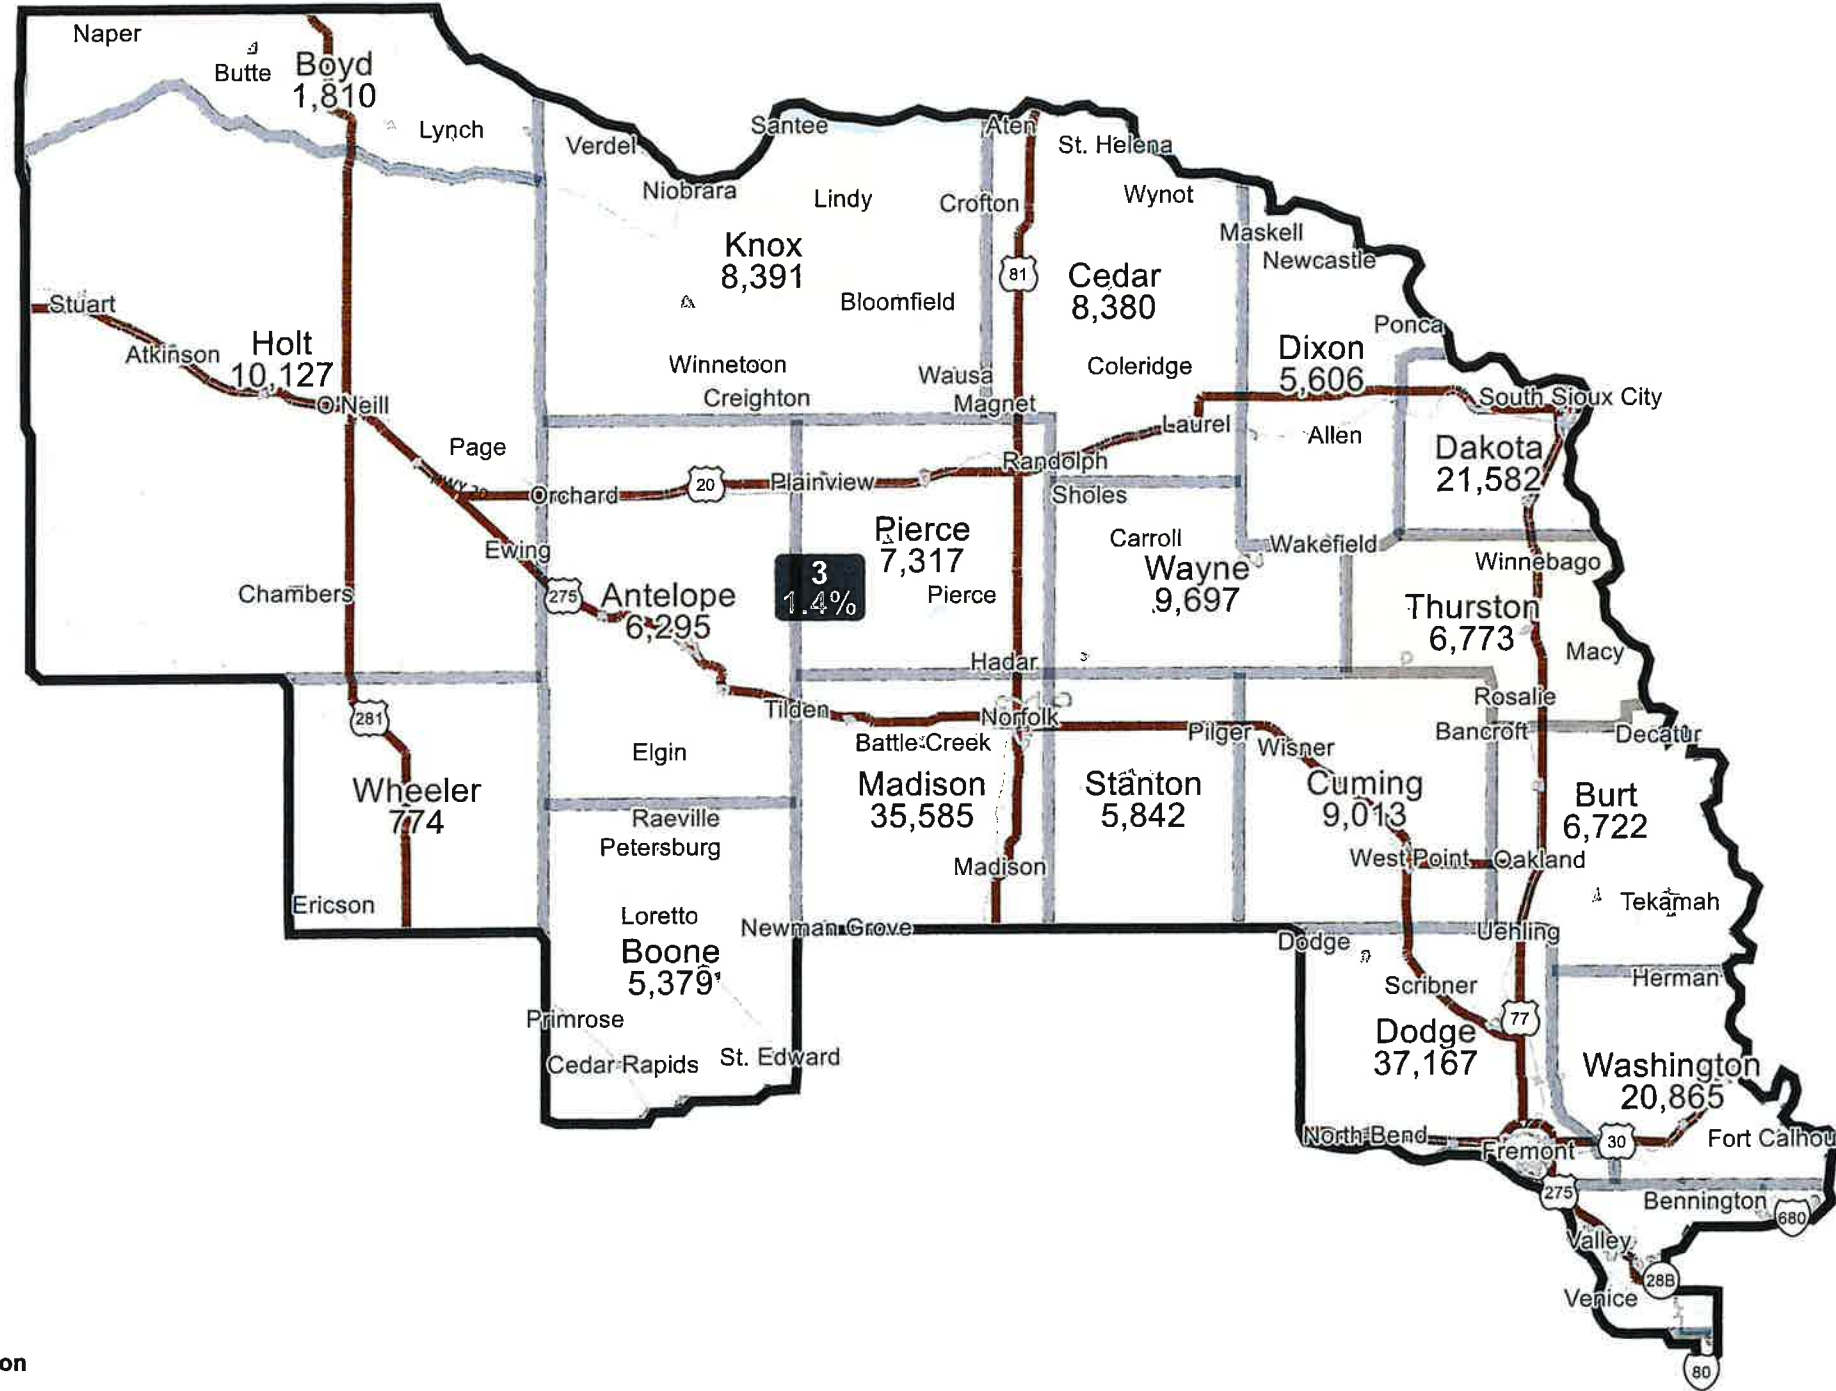 Naper
Butte
Boyd
1,810
Lynch
Verdel
Santee
Aten
St. Helena
Niobrara
Lindy
Crofton
Wynot
Maskell
Newcastle
Knox
8,391
81
Cedar
8,380
Bloomfield
Stuart
Ponca
Atkinson
Holt
10,127
Winnetoon
Wausa
Coleridge
Dixon
5,606
Creighton
Magnet
O'Neill
South Sioux City
Laurel
Allen
Page
Dakota
21,582
Randolph
HWY 20
Orchard
20
Plainview
Sholes
Pierce
7,317
Carroll
Wakefield
Ewing
Winnebago
Wayne
9,697
3
1.4%
Chambers
275
Antelope
6,295
Pierce
Thurston
6,773
Macy
Hadar
Rosalie
281
Tilden
Norfolk
Battle Creek
Pilger
Wisner
Bancroft
Decatur
Elgin
Wheeler
774
Madison
35,585
Stanton
5,842
Cuming
9,013
Burt
6,722
Raeville
Petersburg
Madison
West Point
Oakland
Ericson
Loretto
Newman Grove
Tekamah
Boone
5,379
Dodge
Uehling
Herman
Scribner
Primrose
77
Dodge
37,167
Cedar Rapids
St. Edward
Washington
20,865
North Bend
Fremont
30
Fort Calhou
275
Bennington
680
Valley
28B
Venice
on
80